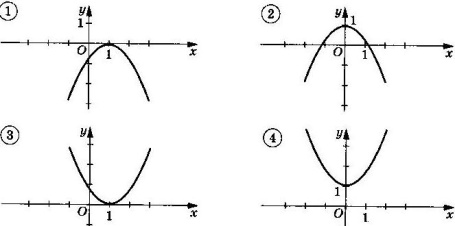 ① y 1 O 1 x
② y 1 O 1 x
③ y O 1 x
④ y 1 O 1 x